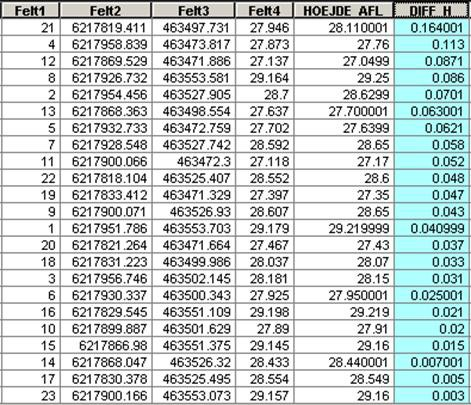 Felt1 Felt2 Felt3 Felt4 HOEJDE_AFL DIFF_H
21 6217819.411 463497.731 27.946 28.110001 0.164001
4 6217958.839 463473.817 27.873 27.76 0.113
12 6217869.529 463471.886 27.137 27.0499 0.0871
8 6217926.732 463553.581 29.164 29.25 0.086
2 6217954.456 463527.905 28.7 28.6299 0.0701
13 6217868.363 463498.554 27.637 27.700001 0.063001
5 6217932.733 463472.759 27.702 27.6399 0.0621
7 6217928.548 463527.742 28.592 28.65 0.058
11 6217900.066 463472.3 27.118 27.17 0.052
22 6217818.104 463525.407 28.552 28.6 0.048
19 6217833.412 463471.329 27.397 27.35 0.047
9 6217900.071 463526.93 28.607 28.65 0.043
1 6217951.786 463553.703 29.179 29.219999 0.040999
20 6217821.264 463471.664 27.467 27.43 0.037
18 6217831.223 463499.986 28.037 28.07 0.033
3 6217956.746 463502.145 28.181 28.15 0.031
6 6217930.337 463500.343 27.925 27.950001 0.025001
16 6217829.545 463551.109 29.198 29.219 0.021
10 6217899.887 463501.629 27.89 27.91 0.02
15 6217866.98 463551.375 29.145 29.16 0.015
14 6217868.047 463526.32 28.433 28.440001 0.007001
17 6217830.378 463525.495 28.554 28.549 0.005
23 6217900.166 463553.073 29.157 29.16 0.003